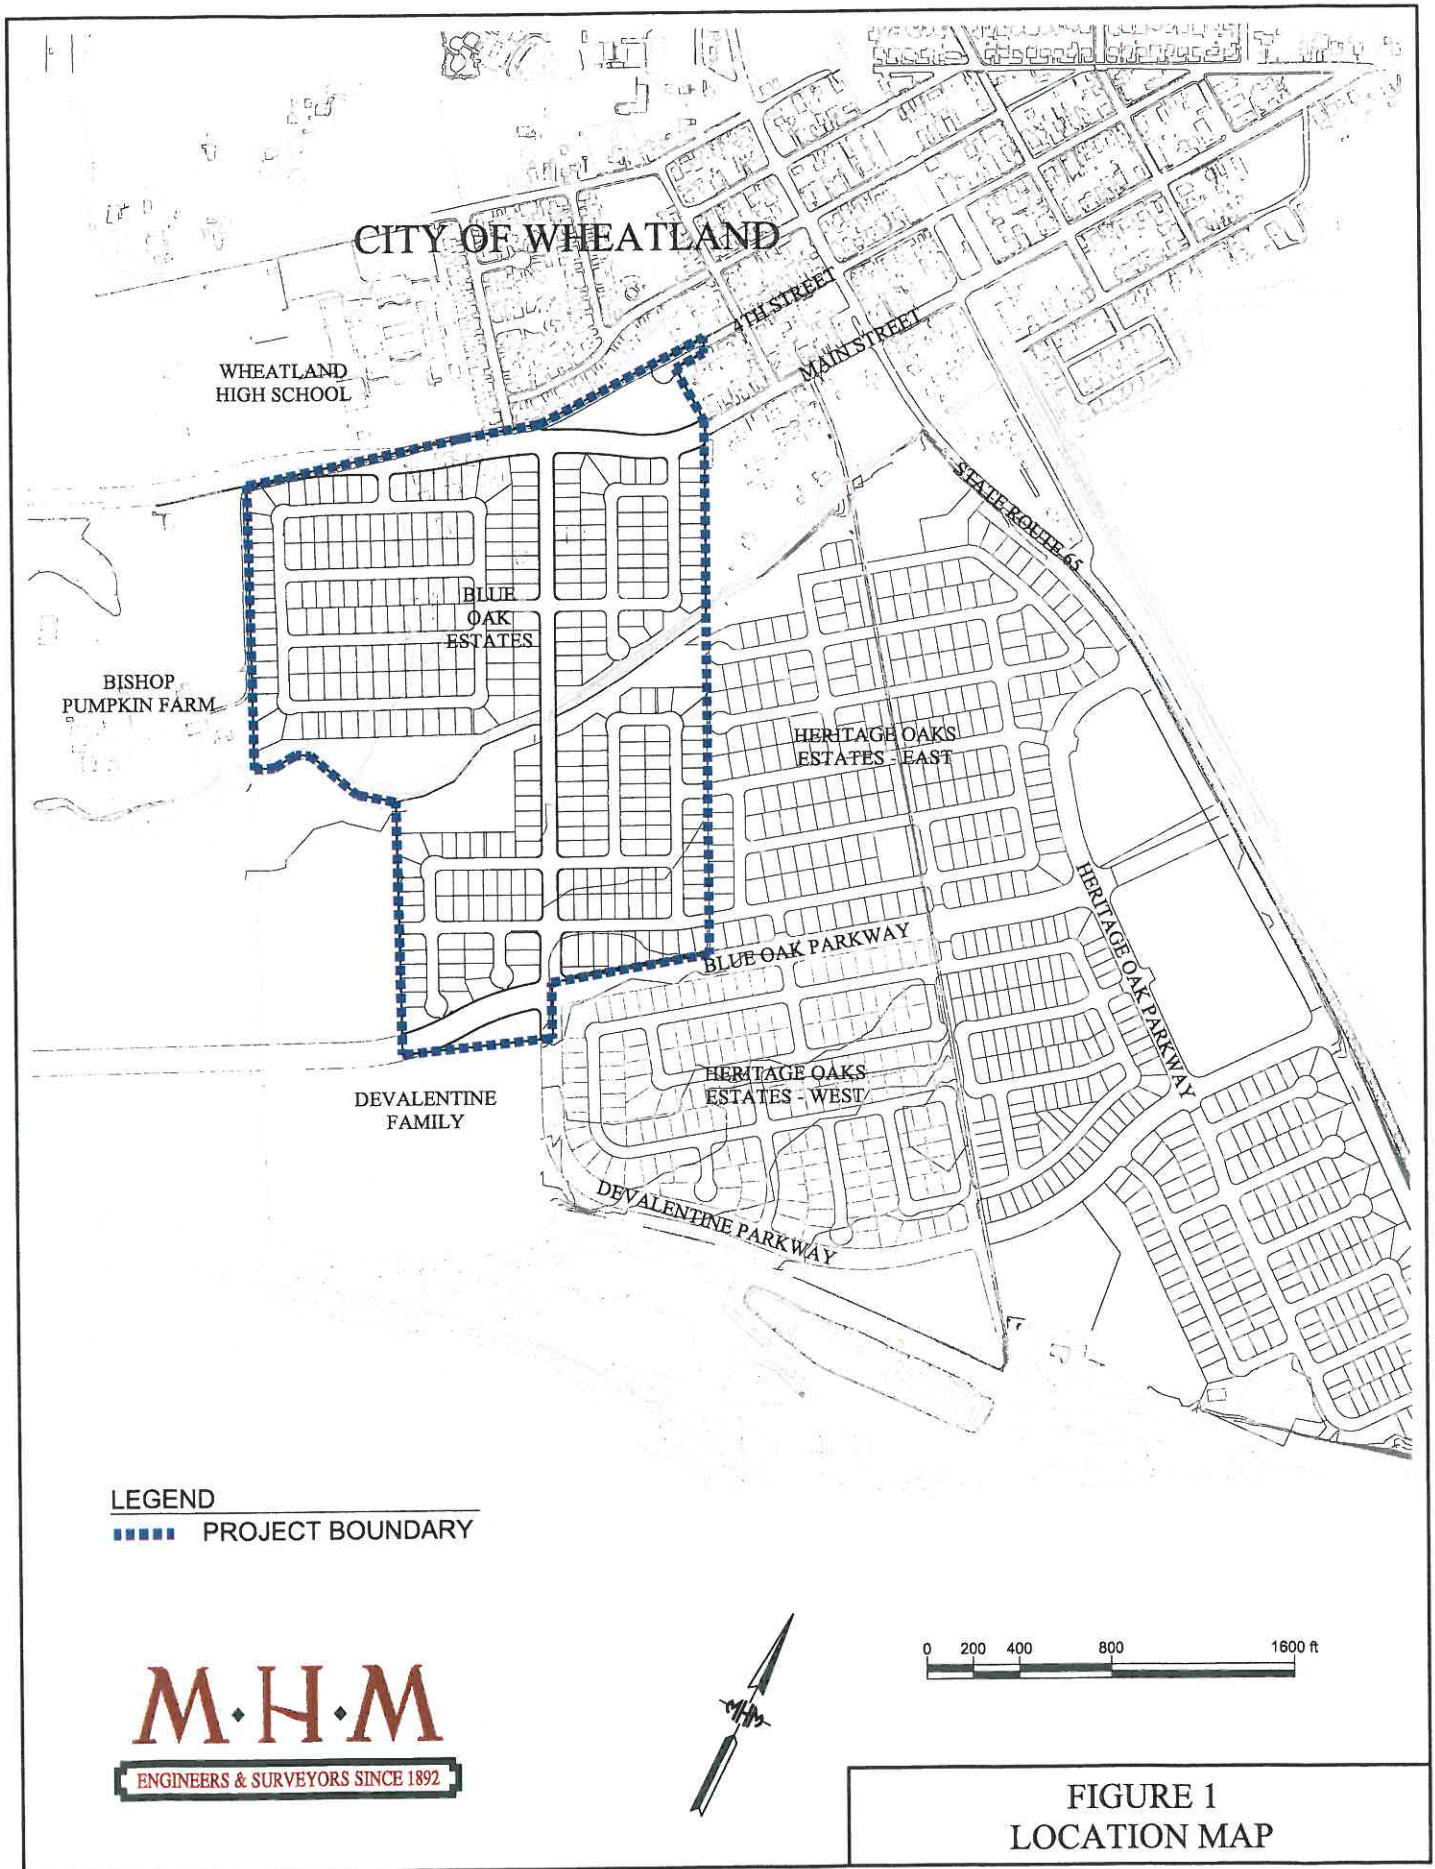 CITY OF WHEATLAND
4TH STREET
MAIN STREET
WHEATLAND
HIGH SCHOOL
STATE ROUTE 65
BLUE
OAK
ESTATES
BISHOP
PUMPKIN FARM
HERITAGE OAKS
ESTATES - EAST
HERITAGE OAK PARKWAY
BLUE OAK PARKWAY
HERITAGE OAKS
ESTATES - WEST
DEVALENTINE
FAMILY
DEVALENTINE PARKWAY
LEGEND
PROJECT BOUNDARY
M·H·M
ENGINEERS & SURVEYORS SINCE 1892
MHM
0 200 400 800 1600 ft
FIGURE 1
LOCATION MAP